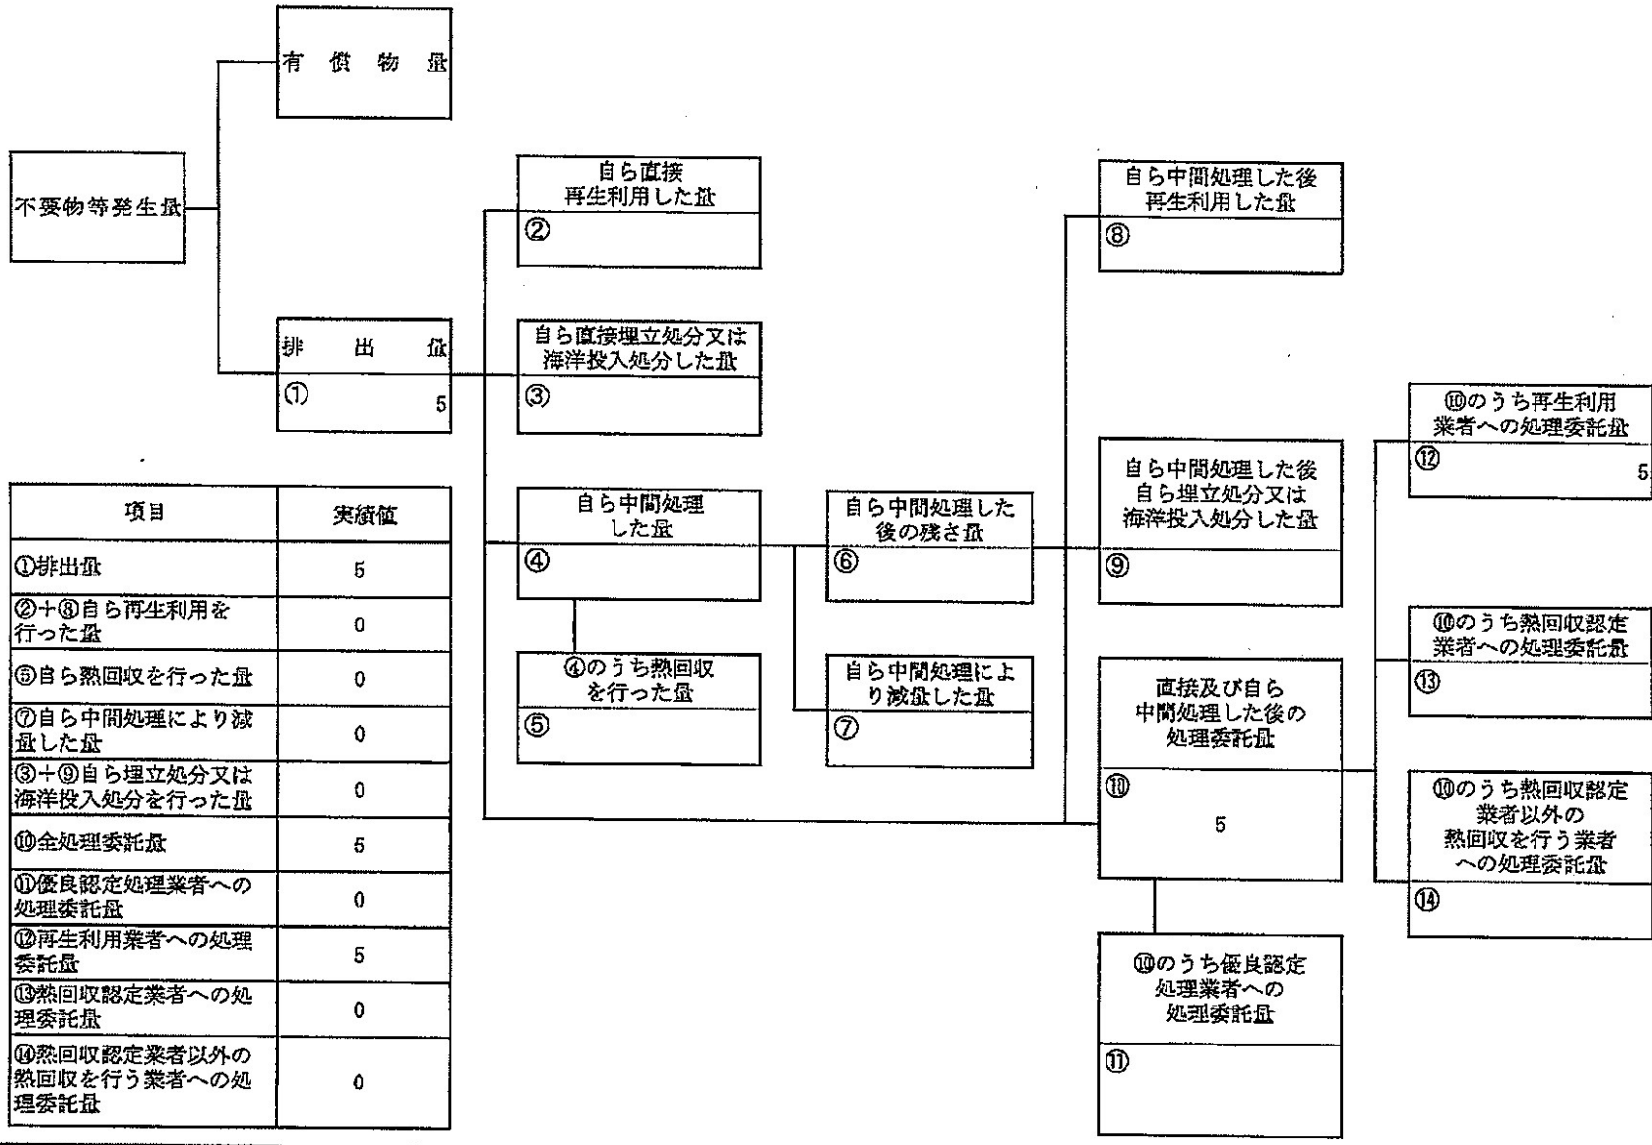 有償物量
不要物等発生量
排出量
① 5
自ら直接
再生利用した量
②
自ら直接埋立処分又は
海洋投入処分した量
③
自ら中間処理
した量
④
④のうち熱回収
を行った量
⑤
自ら中間処理した
後の残さ量
⑥
自ら中間処理によ
り減量した量
⑦
自ら中間処理した後
再生利用した量
⑧
自ら中間処理した後
自ら埋立処分又は
海洋投入処分した量
⑨
直接及び自ら
中間処理した後の
処理委託量
⑩
5
⑩のうち優良認定
処理業者への
処理委託量
⑪
⑩のうち再生利用
業者への処理委託量
⑫ 5
⑩のうち熱回収認定
業者への処理委託量
⑬
⑩のうち熱回収認定
業者以外の
熱回収を行う業者
への処理委託量
⑭
項目 実績値
①排出量 5
②+⑧自ら再生利用を
行った量 0
⑤自ら熱回収を行った量 0
⑦自ら中間処理により減
量した量 0
③+⑨自ら埋立処分又は
海洋投入処分を行った量 0
⑩全処理委託量 5
⑪優良認定処理業者への
処理委託量 0
⑫再生利用業者への処理
委託量 5
⑬熱回収認定業者への処
理委託量 0
⑭熱回収認定業者以外の
熱回収を行う業者への処
理委託量 0